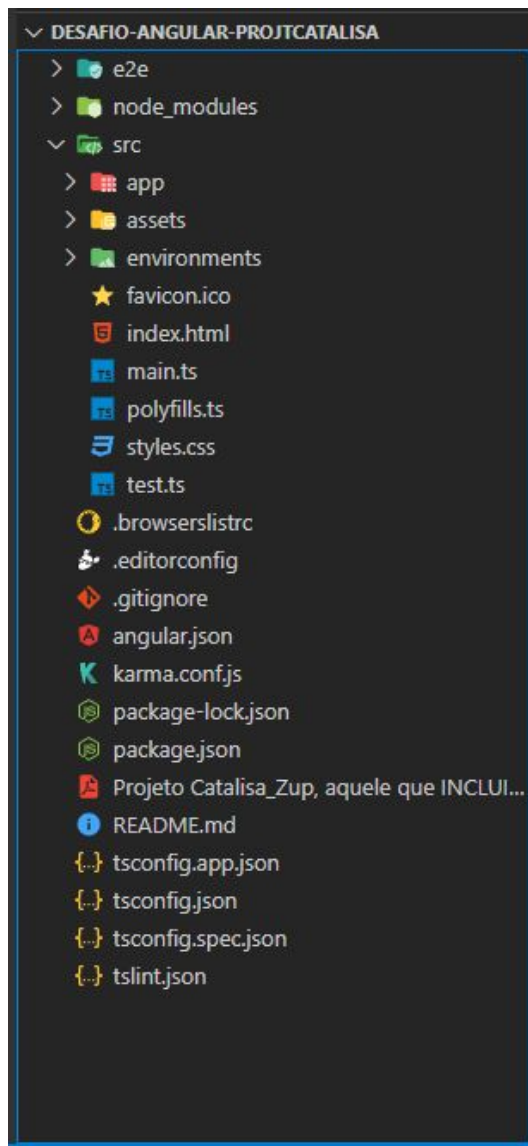 DESAFIO-ANGULAR-PROJTCATALISA
e2e
node_modules
src
app
assets
environments
favicon.ico
index.html
main.ts
polyfills.ts
styles.css
test.ts
.browserslistrc
.editorconfig
.gitignore
angular.json
karma.conf.js
package-lock.json
package.json
Projeto Catalisa_Zup, aquele que INCLUI...
README.md
tsconfig.app.json
tsconfig.json
tsconfig.spec.json
tslint.json